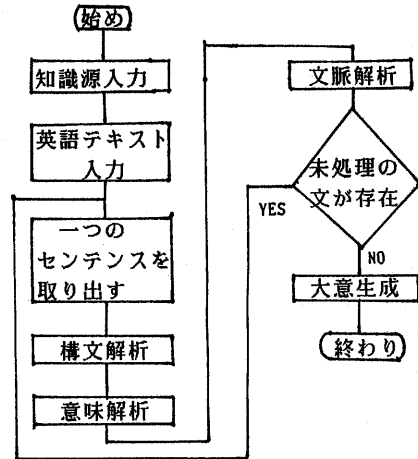 始め
知識源入力
英語テキスト
入力
一つの
センテンスを
取り出す
構文解析
意味解析
文脈解析
未処理の
文が存在
YES
NO
大意生成
終わり